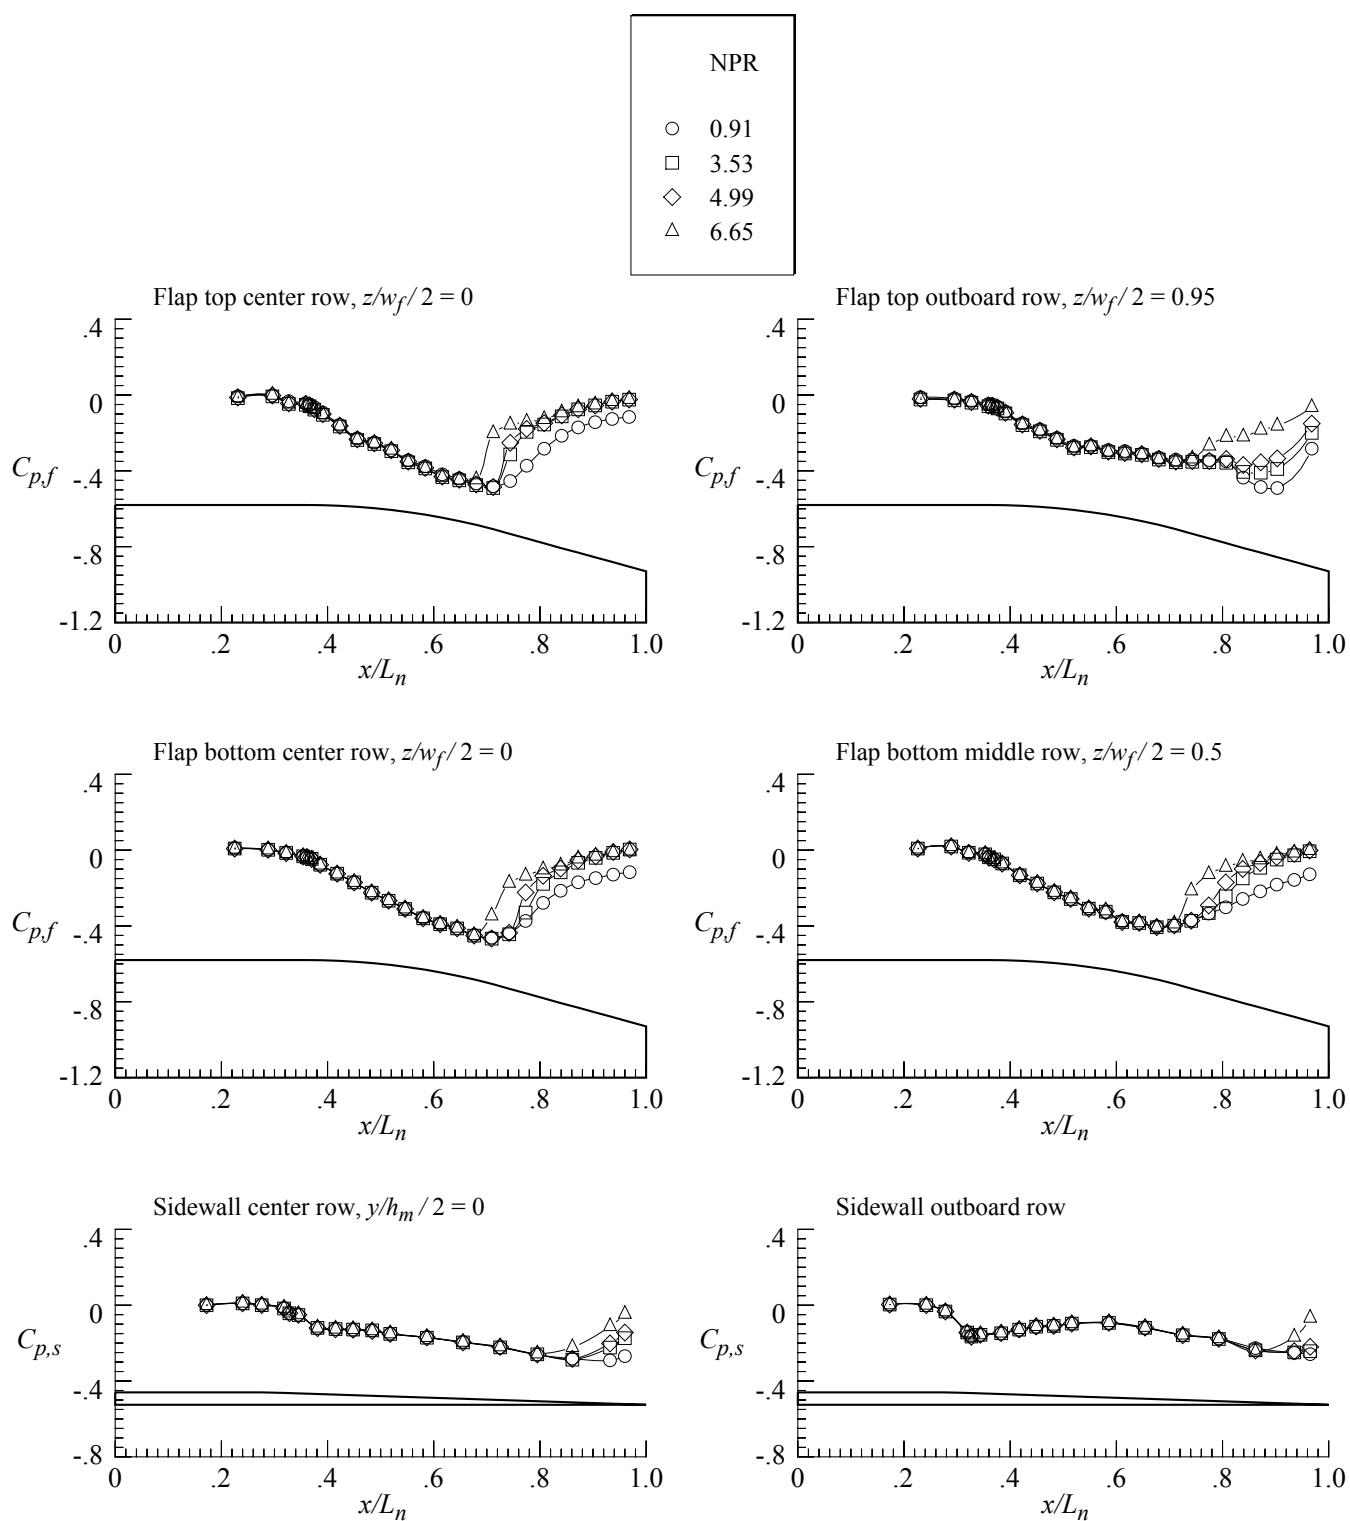 NPR
0.91
3.53
4.99
6.65
Flap top center row, z/w_f / 2 = 0
.4
0
-.4
-.8
-1.2
C_p,f
0 .2 .4 .6 .8 1.0
x/L_n
Flap top outboard row, z/w_f / 2 = 0.95
.4
0
-.4
-.8
-1.2
C_p,f
0 .2 .4 .6 .8 1.0
x/L_n
Flap bottom center row, z/w_f / 2 = 0
.4
0
-.4
-.8
-1.2
C_p,f
0 .2 .4 .6 .8 1.0
x/L_n
Flap bottom middle row, z/w_f / 2 = 0.5
.4
0
-.4
-.8
-1.2
C_p,f
0 .2 .4 .6 .8 1.0
x/L_n
Sidewall center row, y/h_m / 2 = 0
.4
0
-.4
-.8
C_p,s
0 .2 .4 .6 .8 1.0
x/L_n
Sidewall outboard row
.4
0
-.4
-.8
C_p,s
0 .2 .4 .6 .8 1.0
x/L_n